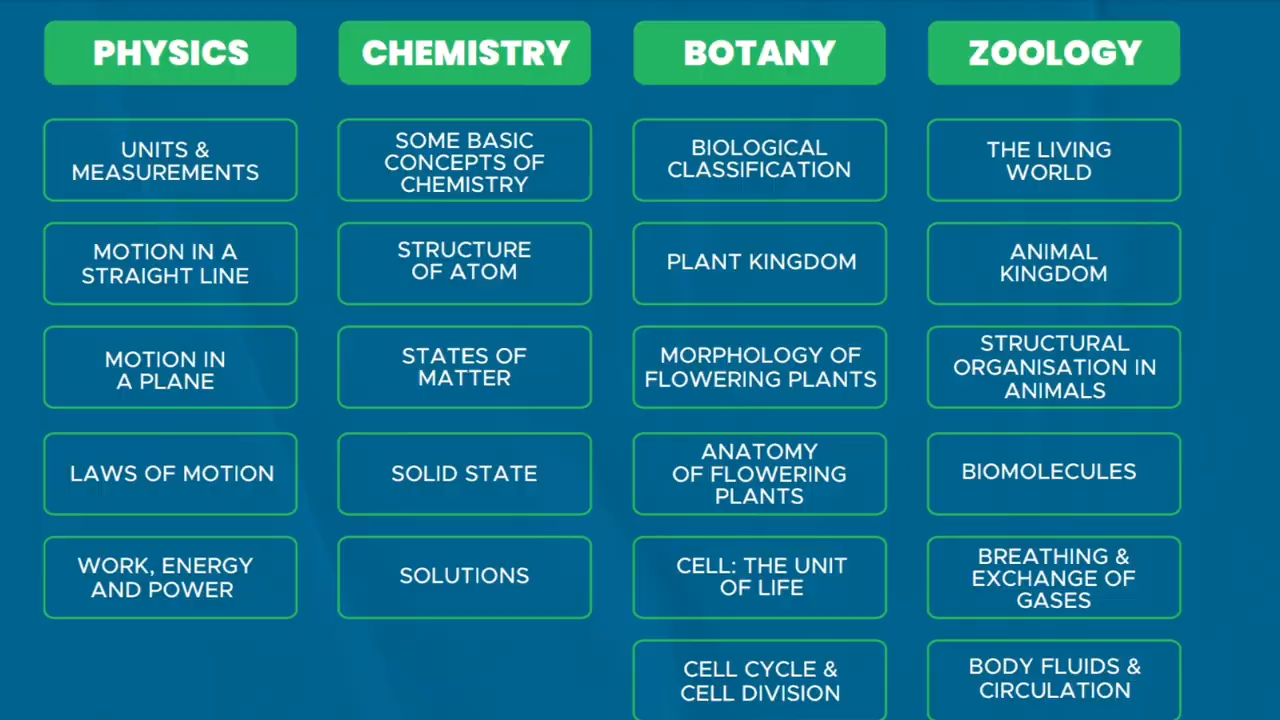 PHYSICS
CHEMISTRY
BOTANY
ZOOLOGY
UNITS &
MEASUREMENTS
SOME BASIC
CONCEPTS OF
CHEMISTRY
BIOLOGICAL
CLASSIFICATION
THE LIVING
WORLD
MOTION IN A
STRAIGHT LINE
STRUCTURE
OF ATOM
PLANT KINGDOM
ANIMAL
KINGDOM
MOTION IN
A PLANE
STATES OF
MATTER
MORPHOLOGY OF
FLOWERING PLANTS
STRUCTURAL
ORGANISATION IN
ANIMALS
LAWS OF MOTION
SOLID STATE
ANATOMY
OF FLOWERING
PLANTS
BIOMOLECULES
WORK, ENERGY
AND POWER
SOLUTIONS
CELL: THE UNIT
OF LIFE
BREATHING &
EXCHANGE OF
GASES
CELL CYCLE &
CELL DIVISION
BODY FLUIDS &
CIRCULATION